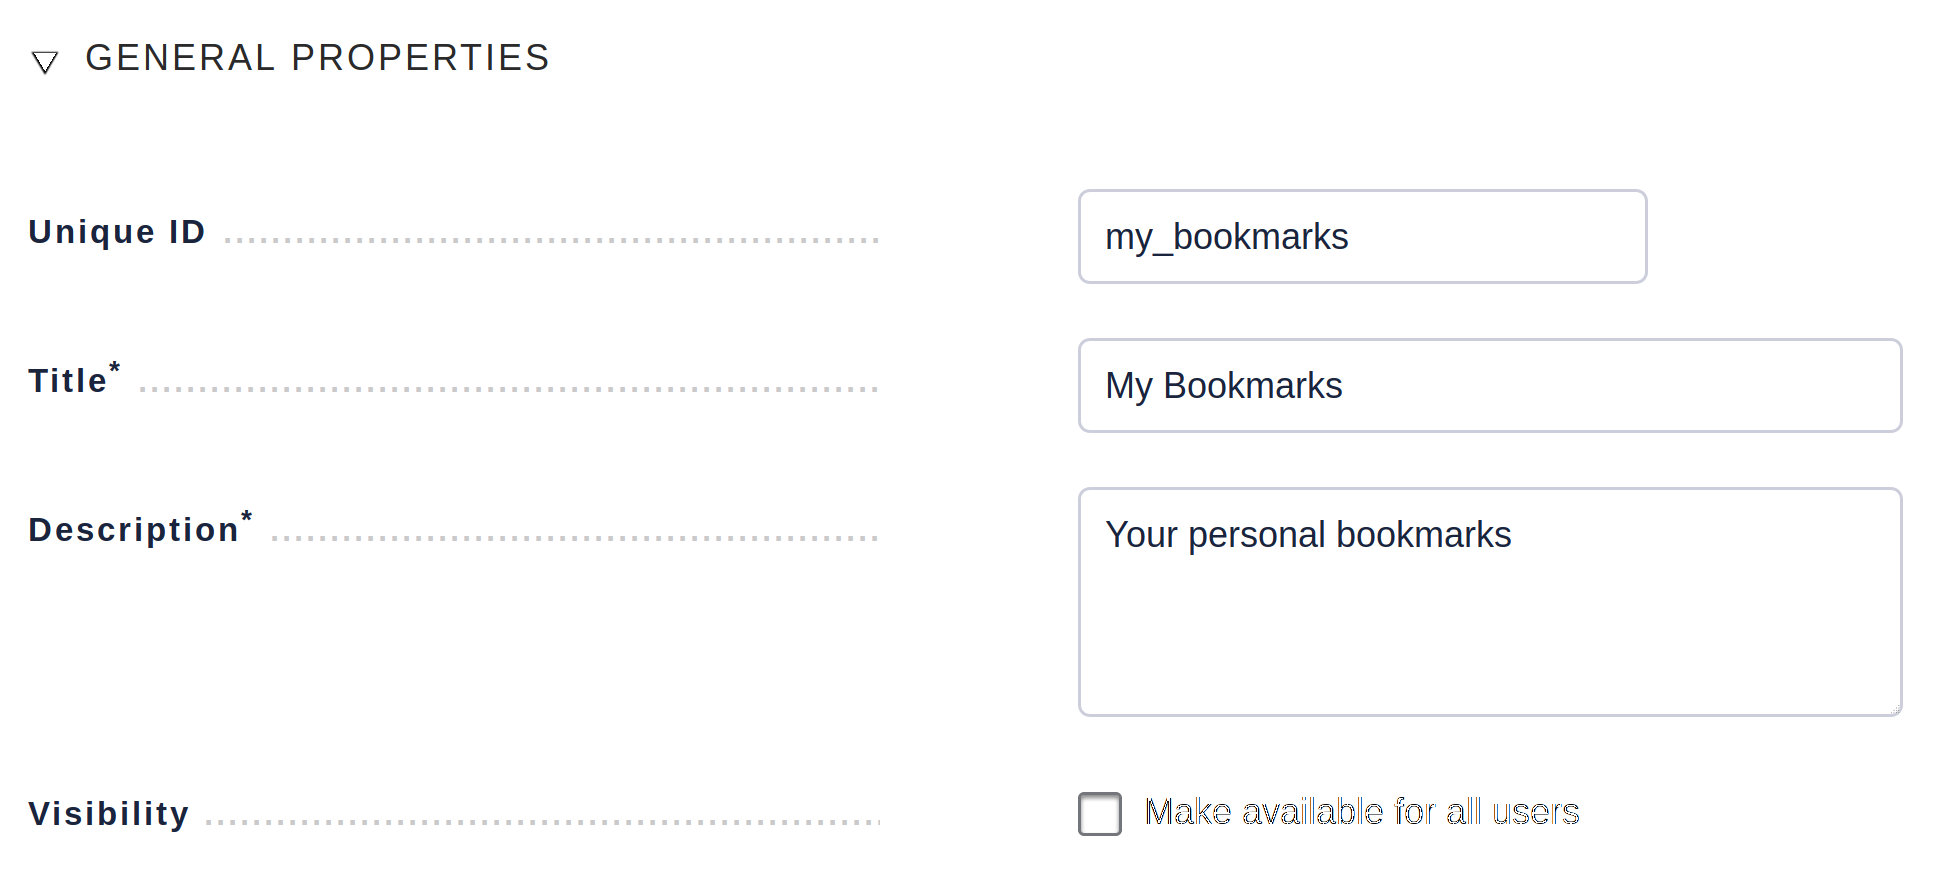 GENERAL PROPERTIES
Unique ID my_bookmarks
Title* My Bookmarks
Description* Your personal bookmarks
Visibility Make available for all users